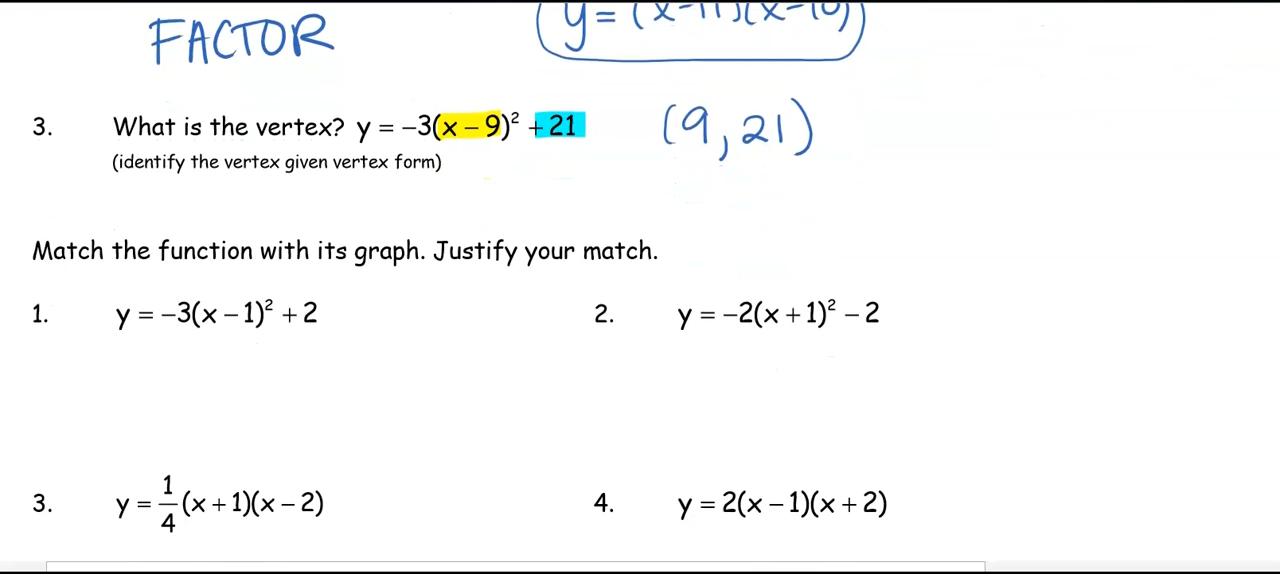 FACTOR
y = (x-11)(x-10)
3. What is the vertex? y = −3(x − 9)² + 21 (9, 21)
(identify the vertex given vertex form)
Match the function with its graph. Justify your match.
1. y = −3(x − 1)² + 2
2. y = −2(x + 1)² − 2
3. y = 1/4 (x + 1)(x − 2)
4. y = 2(x − 1)(x + 2)